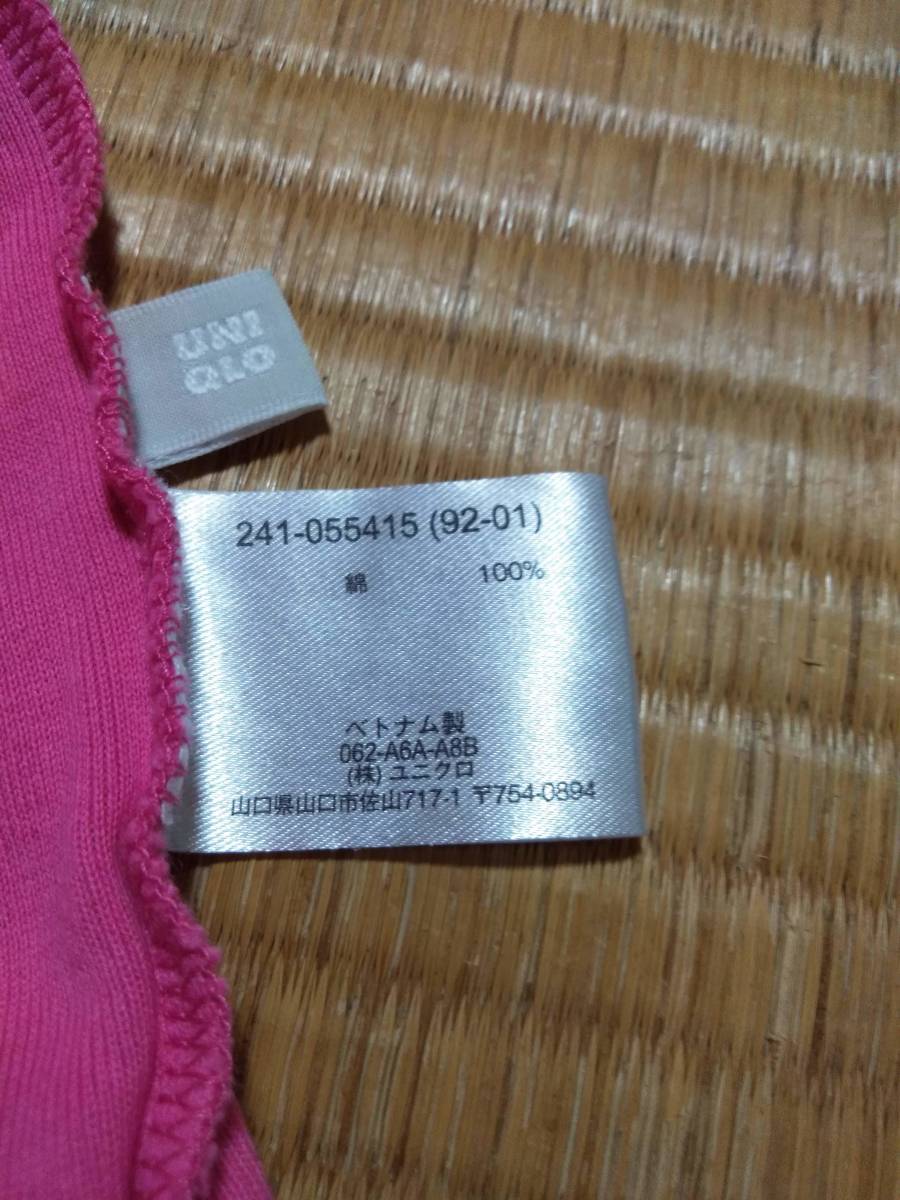 UNI
QLO
241-055415 (92-01)
綿 100%
ベトナム製
062-A6A-A8B
(株) ユニクロ
山口県山口市佐山717-1 〒754-0894